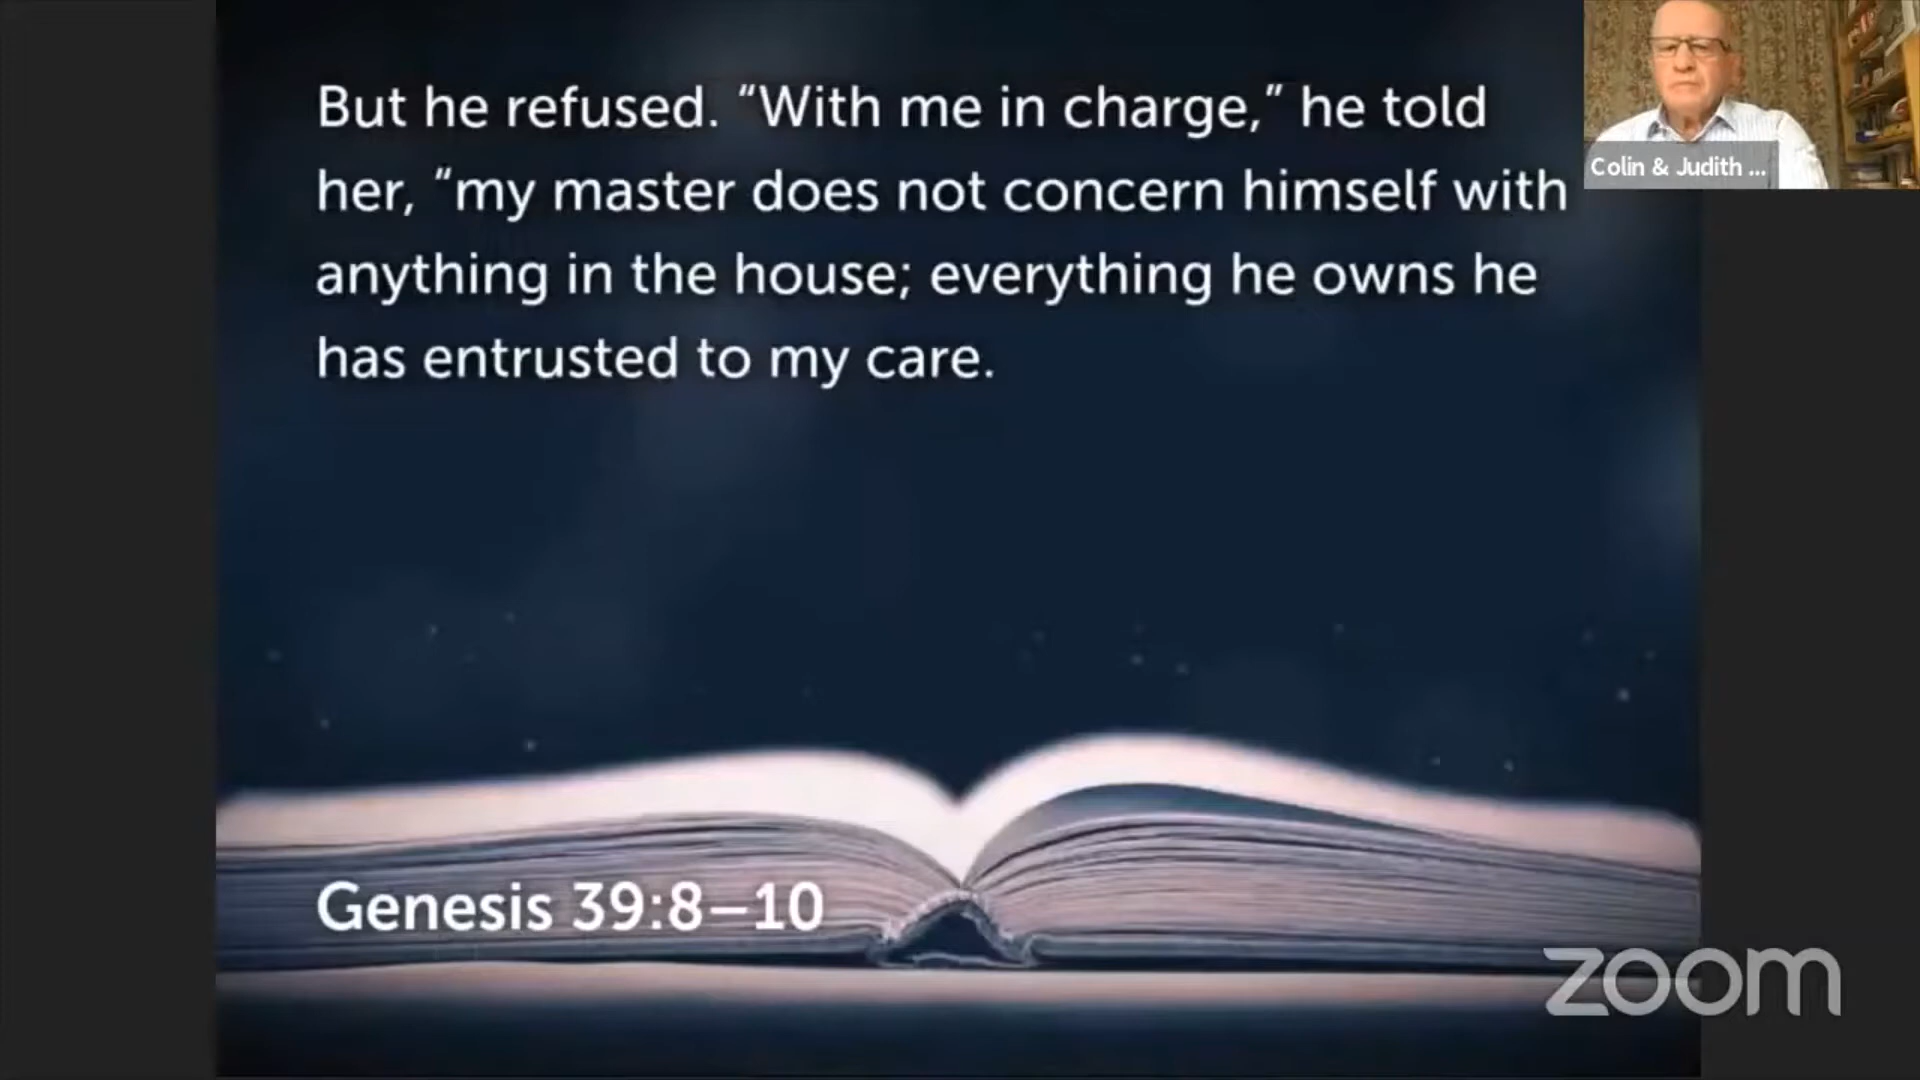 But he refused. “With me in charge,” he told
her, “my master does not concern himself with
anything in the house; everything he owns he
has entrusted to my care.
Colin & Judith ...
Genesis 39:8–10
zoom